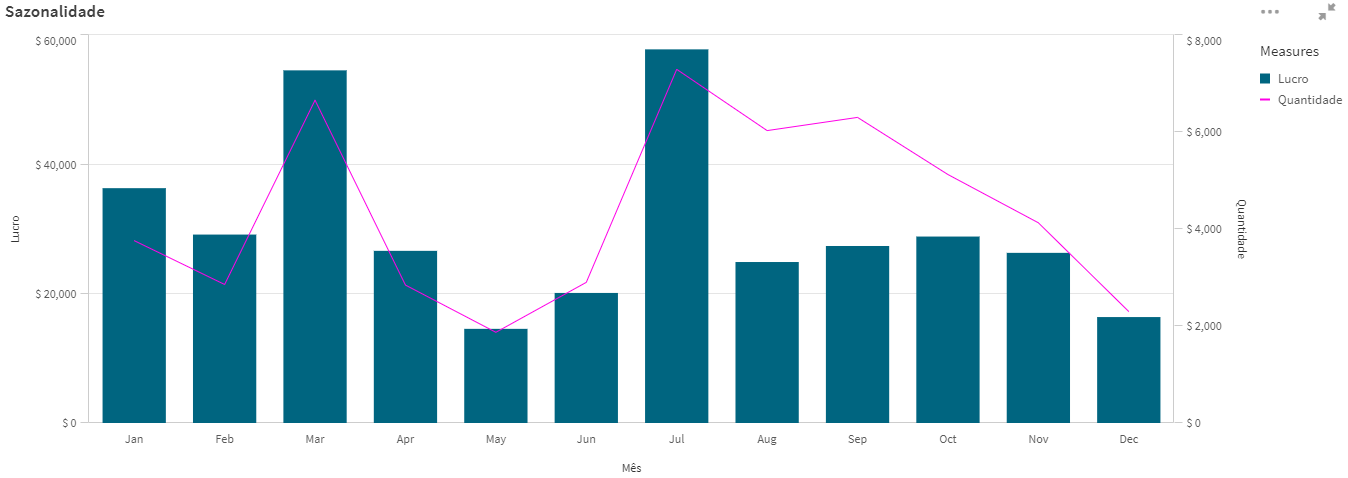 Sazonalidade
$ 60,000
$ 40,000
$ 20,000
$ 0
Lucro
$ 8,000
$ 6,000
$ 4,000
$ 2,000
$ 0
Quantidade
Jan Feb Mar Apr May Jun Jul Aug Sep Oct Nov Dec
Mês
Measures
Lucro
Quantidade